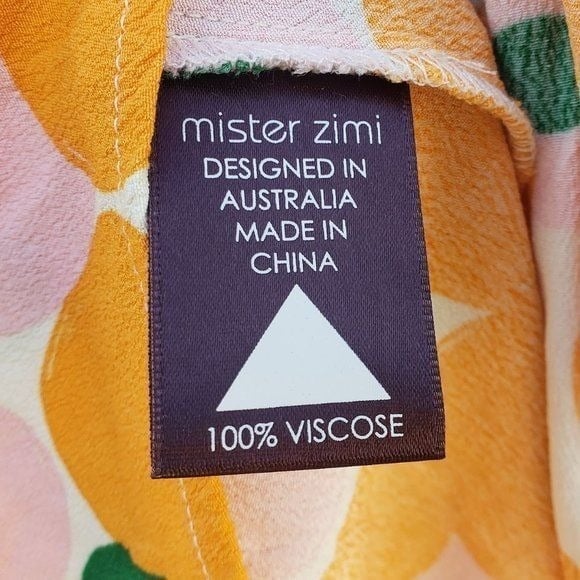 mister zimi
DESIGNED IN
AUSTRALIA
MADE IN
CHINA
100% VISCOSE